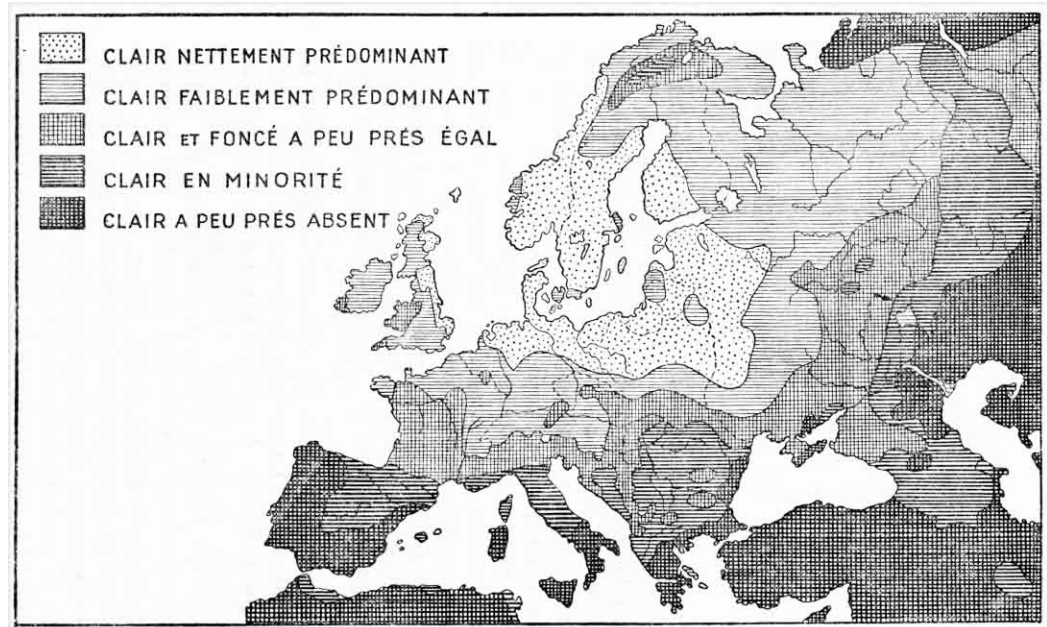 CLAIR NETTEMENT PRÉDOMINANT
CLAIR FAIBLEMENT PRÉDOMINANT
CLAIR ET FONCÉ A PEU PRÉS ÉGAL
CLAIR EN MINORITÉ
CLAIR A PEU PRÉS ABSENT